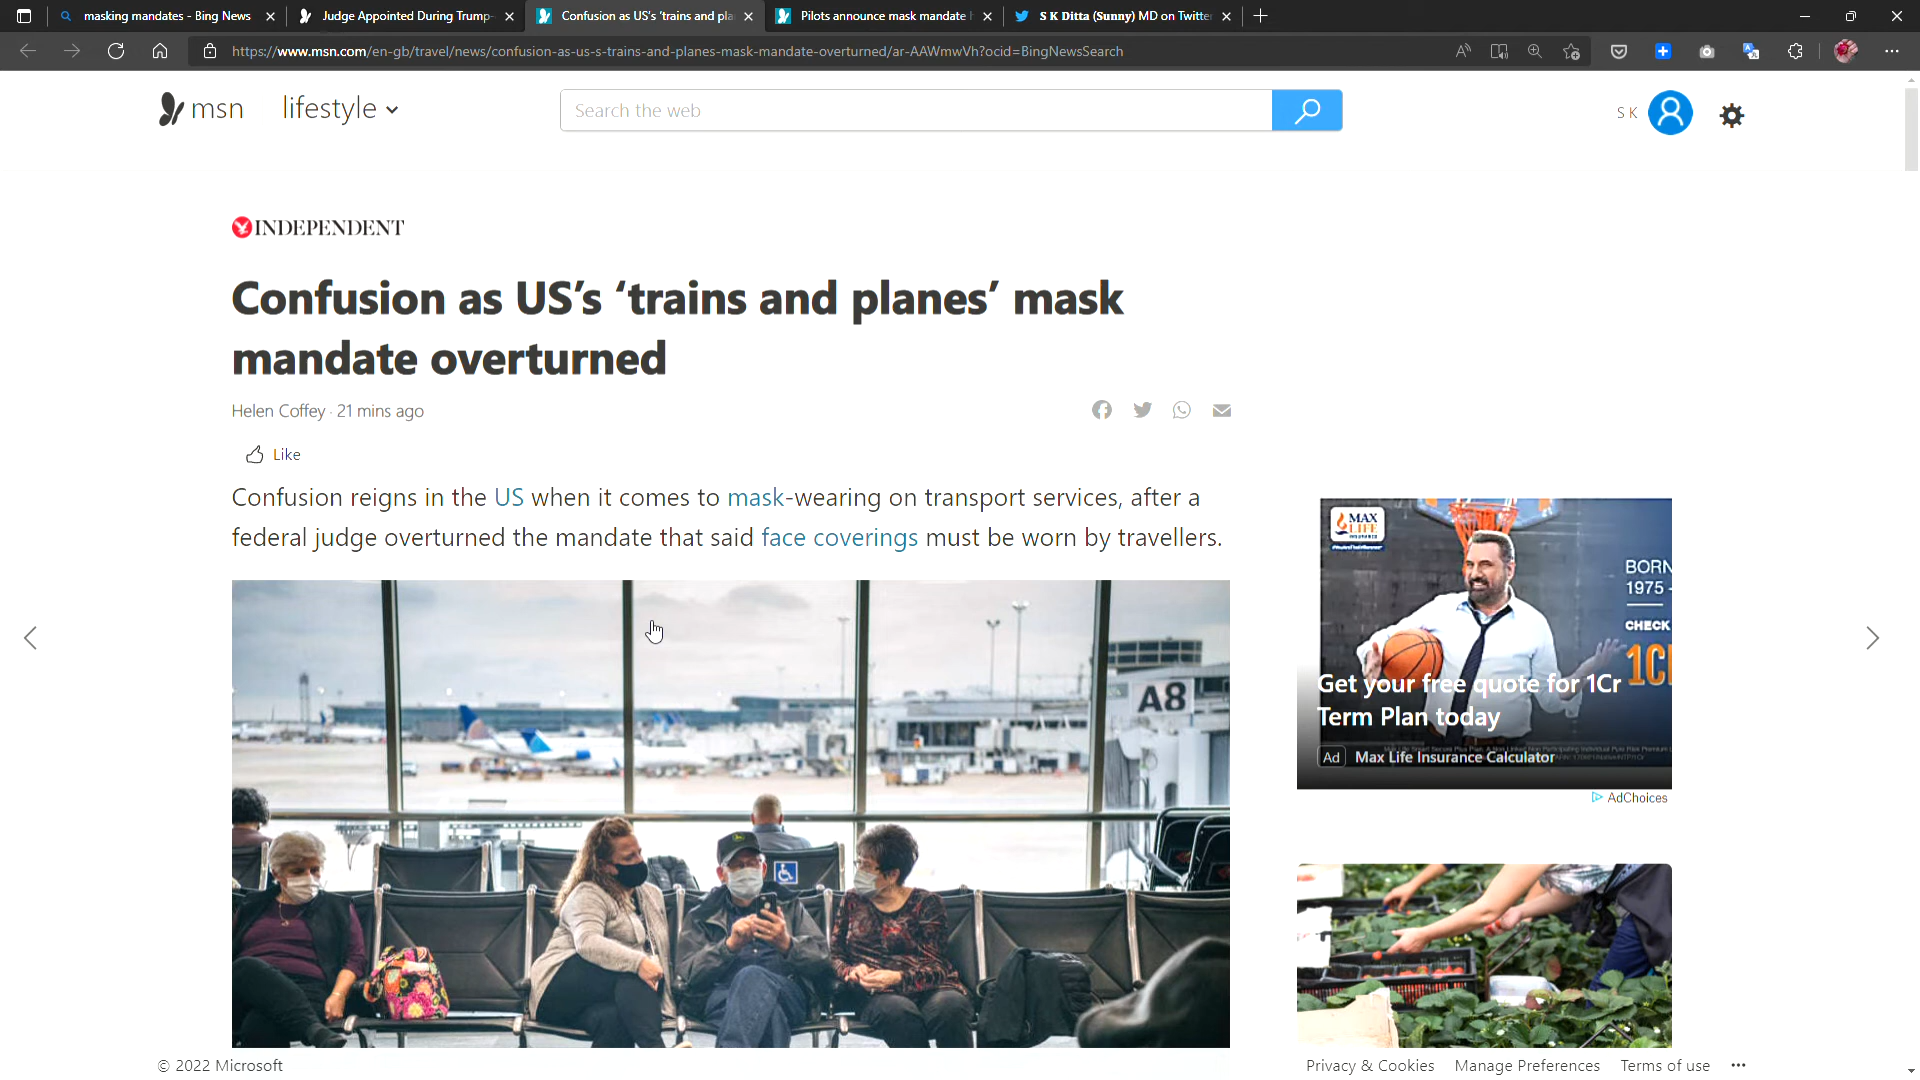 masking mandates - Bing News
Judge Appointed During Trump-
Confusion as US's 'trains and pla
Pilots announce mask mandate h
S K Ditta (Sunny) MD on Twitter
https://www.msn.com/en-gb/travel/news/confusion-as-us-s-trains-and-planes-mask-mandate-overturned/ar-AAWmwVh?ocid=BingNewsSearch
msn
lifestyle
Search the web
S K
INDEPENDENT
Confusion as US’s ‘trains and planes’ mask
mandate overturned
Helen Coffey · 21 mins ago
Like
Confusion reigns in the US when it comes to mask-wearing on transport services, after a
federal judge overturned the mandate that said face coverings must be worn by travellers.
A8
MAX
LIFE
INSURANCE
BORN
1975 -
CHECK
Get your free quote for 1Cr
Term Plan today
Ad Max Life Insurance Calculator
AdChoices
© 2022 Microsoft
Privacy & Cookies
Manage Preferences
Terms of use